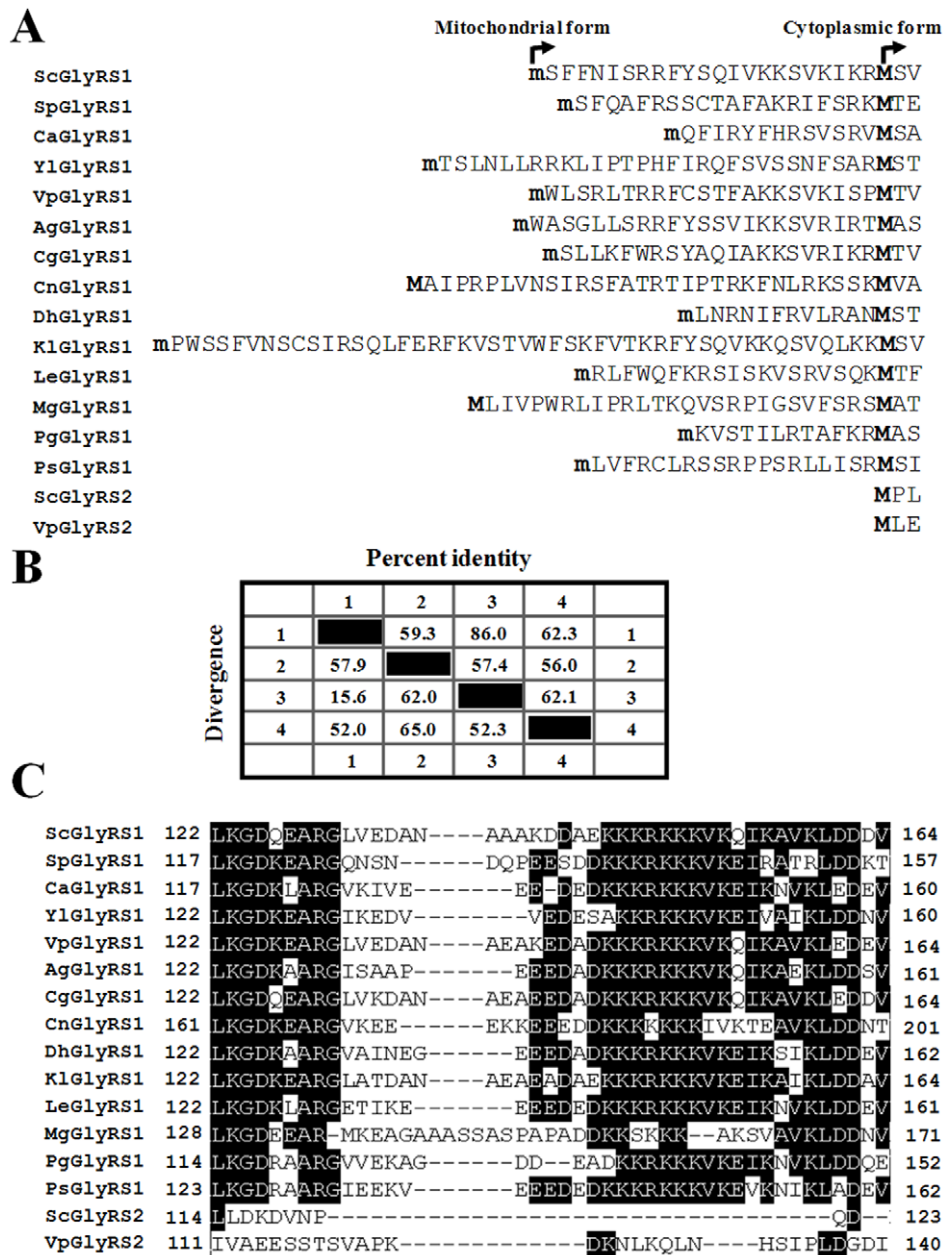 A
Mitochondrial form Cytoplasmic form
ScGlyRS1 mSFFNISRRFYSQIVKKSVKIKRMSV
SpGlyRS1 mSFQAFRSSCTAFAKRIFSRKMTE
CaGlyRS1 mQFIRYFHRSVSRVMSA
YlGlyRS1 mTSLNLLRRKLIPTPHFIRQFSVSSNFSARMST
VpGlyRS1 mWLSRLTRRFCSTFAKKSVKISPMTV
AgGlyRS1 mWASGLLSRRFYSSVIKKSVRIRTMAS
CgGlyRS1 mSLLKFWRSYAQIAKKSVRIKRMTV
CnGlyRS1 MAIPRPLVNSIRSFATRTIPTRKFNLRKSSKMVA
DhGlyRS1 mLNRNIFRVLRANMST
KlGlyRS1 mPWSSFVNSCSIRSQLFERFKVSTVWFSKFVTKRFYSQVKKQSVQLKKMSV
LeGlyRS1 mRLFWQFKRSISKVSRVSQKMTF
MgGlyRS1 MLIVPWRLIPRLTKQVSRPIGSVFSRSMAT
PgGlyRS1 mKVSTILRTAFKRMAS
PsGlyRS1 mLVFRCLRSSRPPSRLLISRMSI
ScGlyRS2 MPL
VpGlyRS2 MLE
B
Percent identity
Divergence
1 2 3 4
1 59.3 86.0 62.3 1
2 57.9 57.4 56.0 2
3 15.6 62.0 62.1 3
4 52.0 65.0 52.3 4
1 2 3 4
C
ScGlyRS1 122 LKGDQEARGLVEDAN----AAAKDDAEKKKRKKKVKQIKAVKLDDDV 164
SpGlyRS1 117 LKGDKEARGQNSN------DQPEESDDKKKRKKKVKEIRATRLDDKT 157
CaGlyRS1 117 LKGDKLARGVKIVE------EE-DEDKKKRKKKVKEIKNVKLEDEV 160
YlGlyRS1 122 LKGDKEARGIKEDV--------VEDESAKKRKKKVKEIVAIKLDDNV 160
VpGlyRS1 122 LKGDKEARGLVEDAN----AEAKEDADKKKRKKKVKQIKAVKLEDEV 164
AgGlyRS1 122 LKGDKAARGISAAP-------EEEDADKKKRKKKVKQIKAEKLDDSV 161
CgGlyRS1 122 LKGDQEARGLVKDAN----AEAEEDADKKKRKKKVKQIKAVKLEDDV 164
CnGlyRS1 161 LKGDKEARGVKEE------EKKEEEDDKKKKKKKIVKTEAVKLDDNT 201
DhGlyRS1 122 LKGDKAARGVAINEG------EEEDADKKKRKKKVKEIKSIKLDDEV 162
KlGlyRS1 122 LKGDKEARGLATDAN----AEAEADAEKKKRKKKVKEIKAIKLDDAV 164
LeGlyRS1 122 LKGDKLARGETIKE-------EEEDEDKKKRKKKVKEIKNVKLDDEV 161
MgGlyRS1 128 LKGDEEAR-MKEAGAAASSASPAPADDKKSKKK--AKSVAVKLDDNV 171
PgGlyRS1 114 LKGDRAARGVVEKAG------DD--EADKKRKKKVKEIKNVKLDDQE 152
PsGlyRS1 123 LKGDRAARGIEEKV-------EEEDEDKKKRKKKVKEVKNIKLADEV 162
ScGlyRS2 114 LLDKDVNP-----------------------------------QD- 123
VpGlyRS2 111 IVAEESSTSVAPK--------------DKNLKQLN---HSIPLDGDI 140